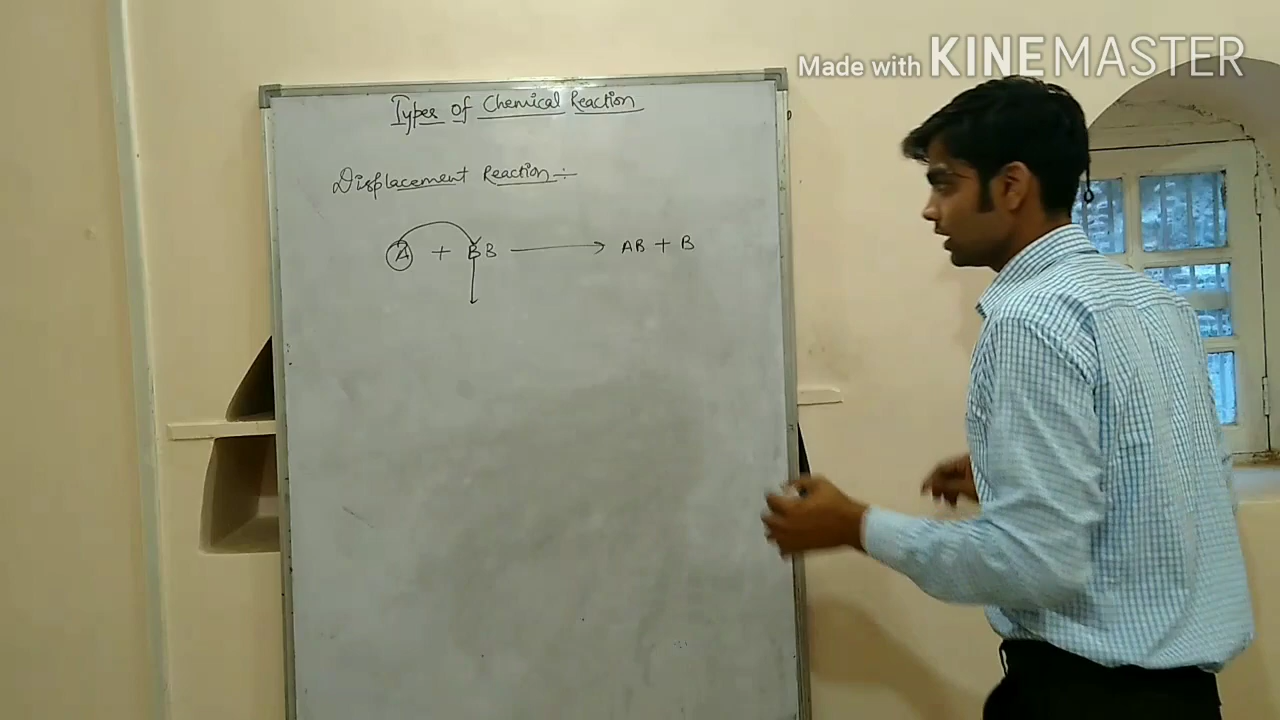 Made with KINEMASTER
Types of Chemical Reaction
Displacement Reaction :-
A + BB → AB + B